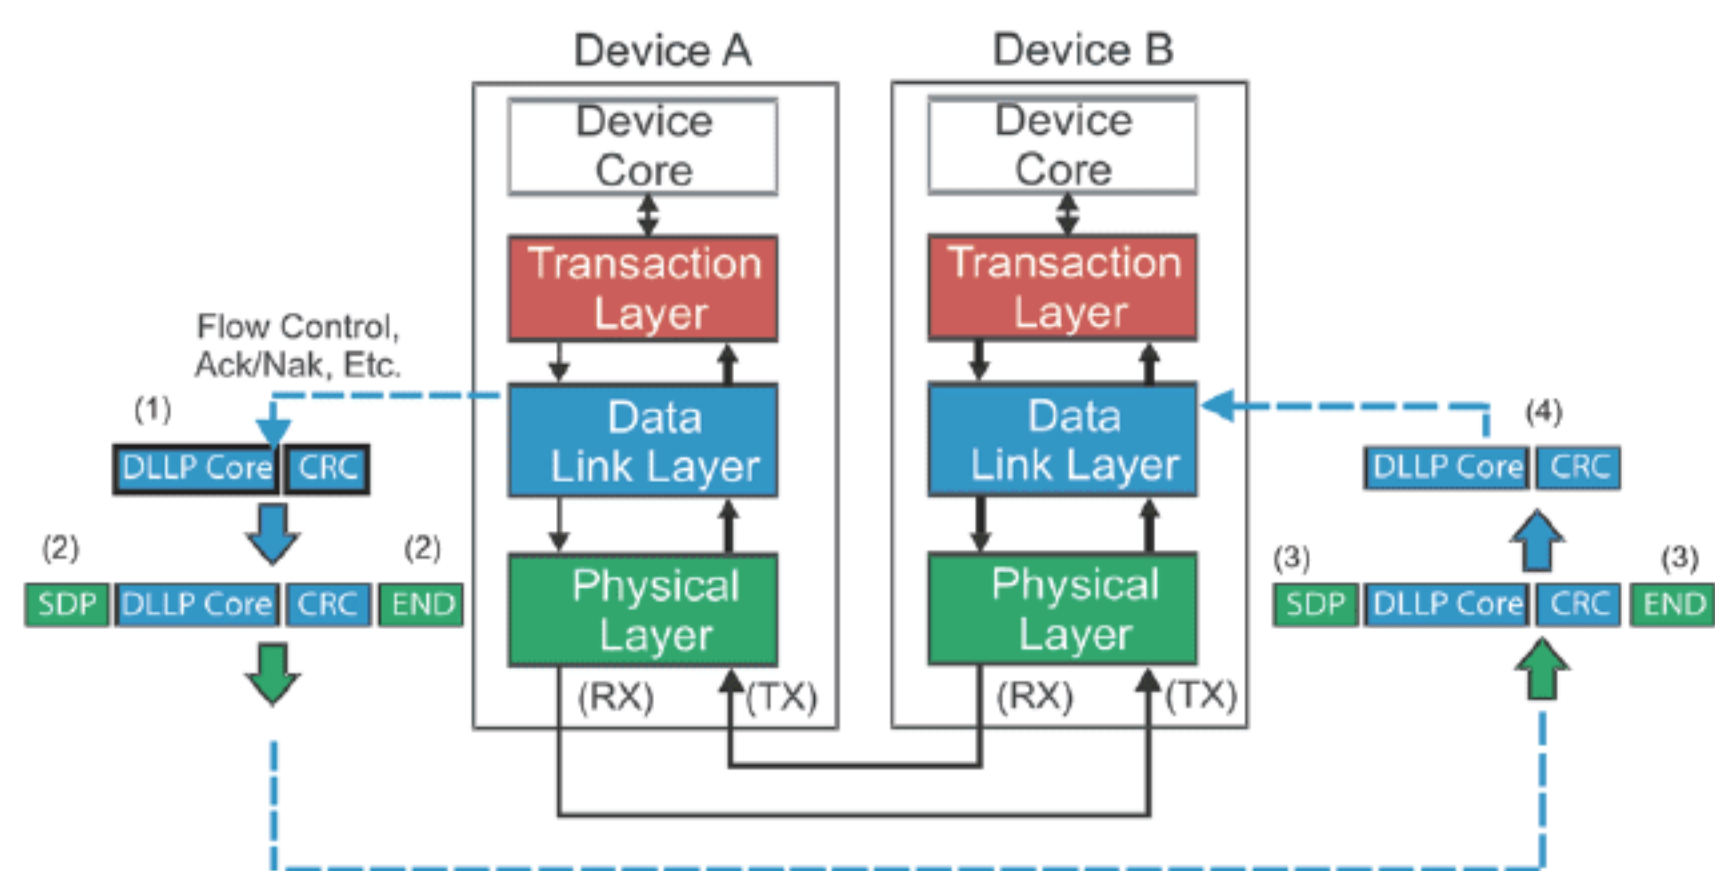 Device A
Device B
Device
Core
Device
Core
Transaction
Layer
Transaction
Layer
Flow Control,
Ack/Nak, Etc.
(1)
DLLP Core CRC
Data
Link Layer
Data
Link Layer
(4)
DLLP Core CRC
(2) (2)
SDP DLLP Core CRC END
Physical
Layer
Physical
Layer
(3) (3)
SDP DLLP Core CRC END
(RX) (TX)
(RX) (TX)